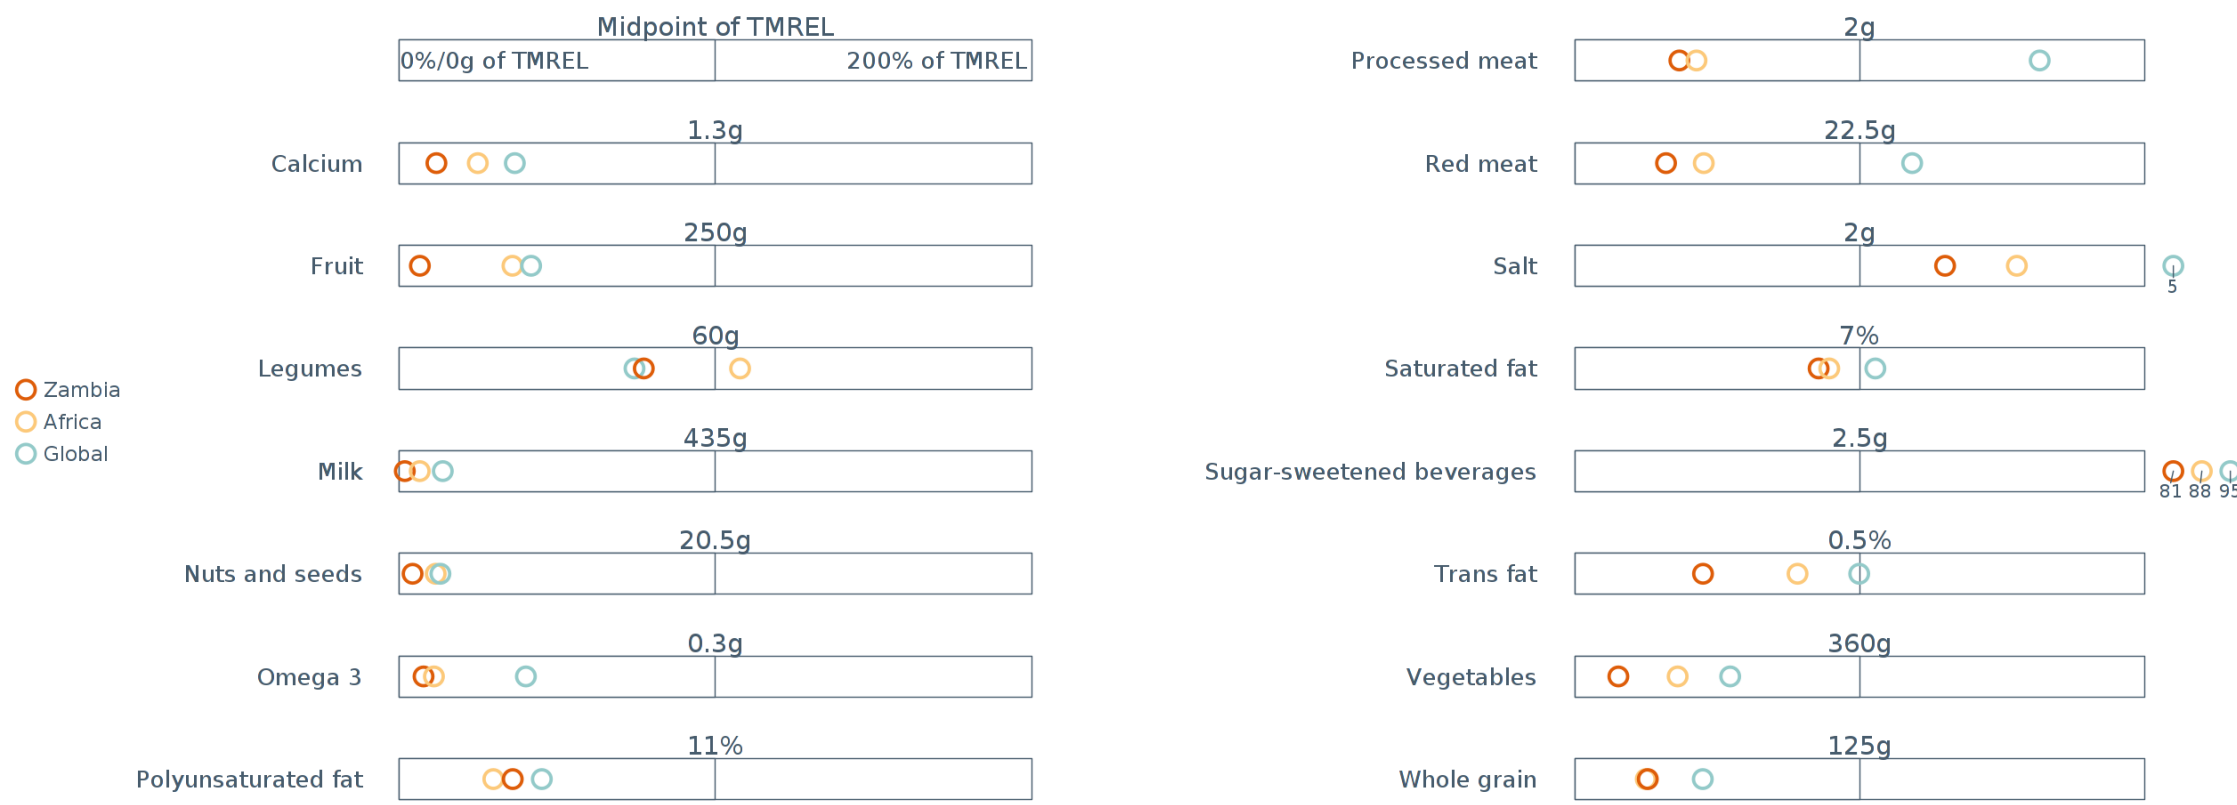 Midpoint of TMREL
0%/0g of TMREL 200% of TMREL
Calcium 1.3g
Fruit 250g
Legumes 60g
Milk 435g
Nuts and seeds 20.5g
Omega 3 0.3g
Polyunsaturated fat 11%
Zambia
Africa
Global
Processed meat 2g
Red meat 22.5g
Salt 2g
5
Saturated fat 7%
Sugar-sweetened beverages 2.5g
81 88 95
Trans fat 0.5%
Vegetables 360g
Whole grain 125g